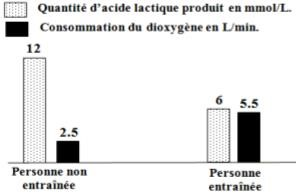 Quantité d'acide lactique produit en mmol/L.
Consommation du dioxygène en L/min.
12
2.5
6
5.5
Personne non
entraînée
Personne
entraînée